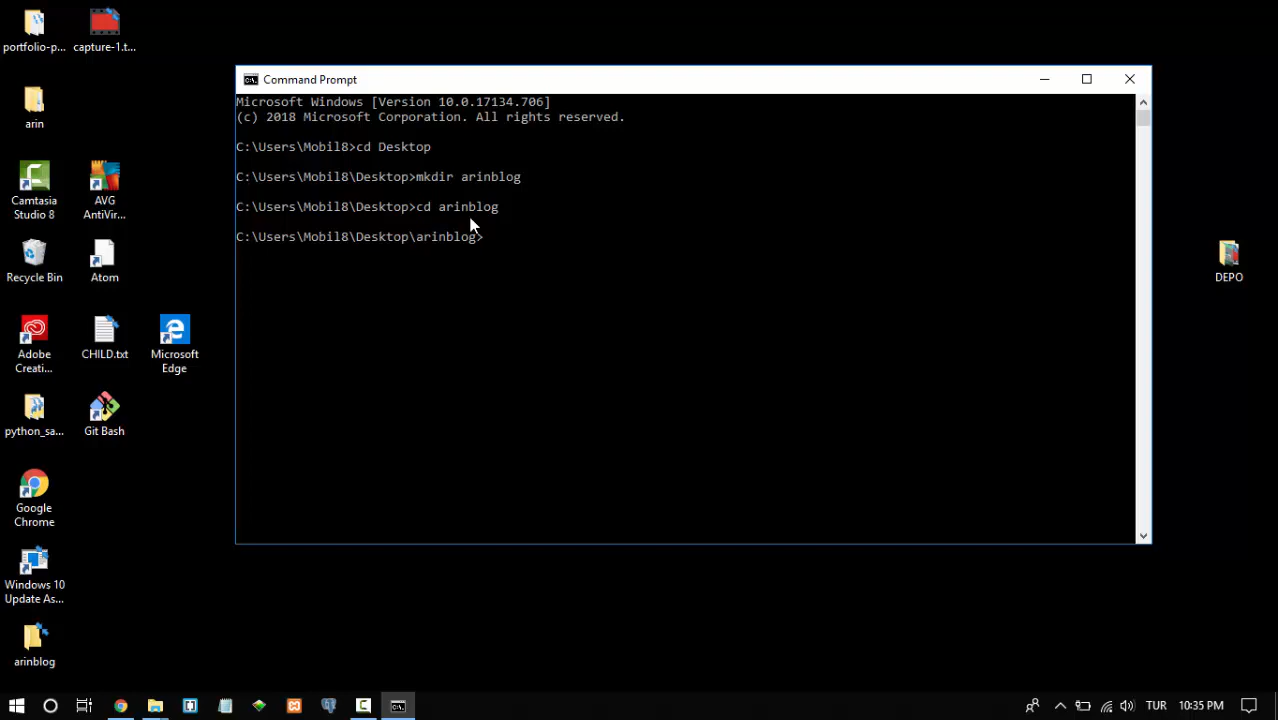 portfolio-p...
capture-1.t...
arin
Camtasia
Studio 8
AVG
AntiVir...
Recycle Bin
Atom
Adobe
Creati...
CHILD.txt
Microsoft
Edge
python_sa...
Git Bash
Google
Chrome
Windows 10
Update As...
arinblog
Command Prompt
Microsoft Windows [Version 10.0.17134.706]
(c) 2018 Microsoft Corporation. All rights reserved.
C:\Users\Mobil8>cd Desktop
C:\Users\Mobil8\Desktop>mkdir arinblog
C:\Users\Mobil8\Desktop>cd arinblog
C:\Users\Mobil8\Desktop\arinblog>
DEPO
TUR
10:35 PM